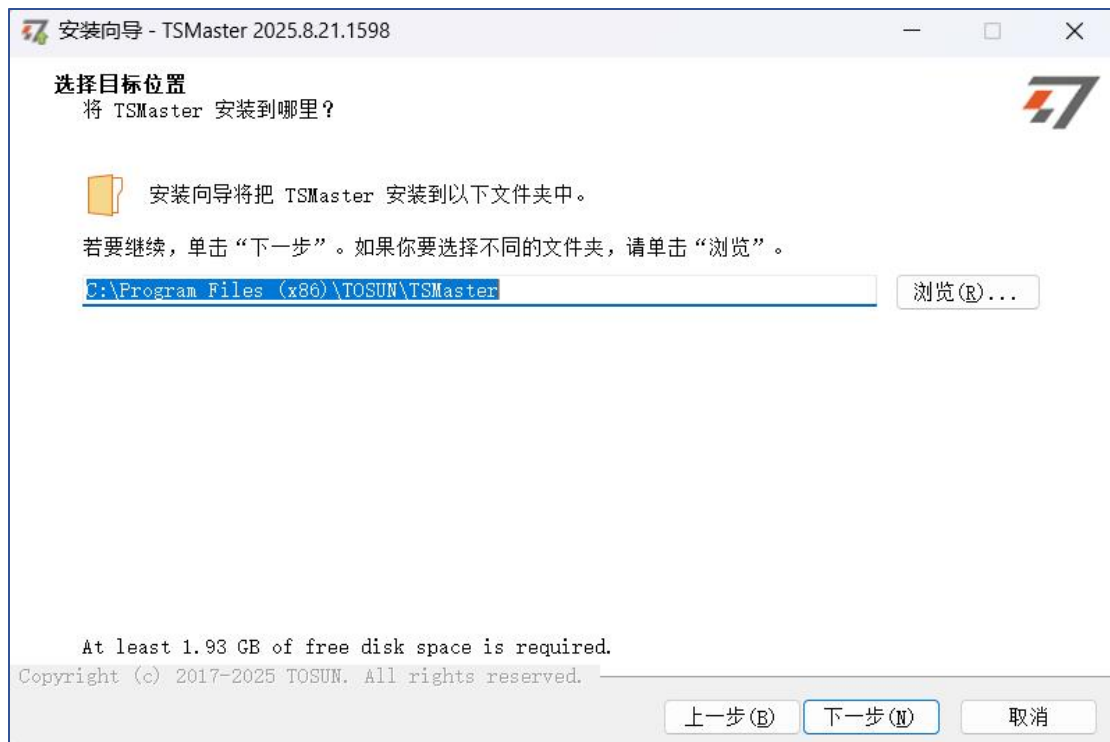 安装向导 - TSMaster 2025.8.21.1598
选择目标位置
将 TSMaster 安装到哪里？
安装向导将把 TSMaster 安装到以下文件夹中。
若要继续，单击“下一步”。如果你要选择不同的文件夹，请单击“浏览”。
C:\Program Files (x86)\TOSUN\TSMaster
浏览(R)...
At least 1.93 GB of free disk space is required.
Copyright (c) 2017-2025 TOSUN. All rights reserved.
上一步(B) 下一步(N) 取消